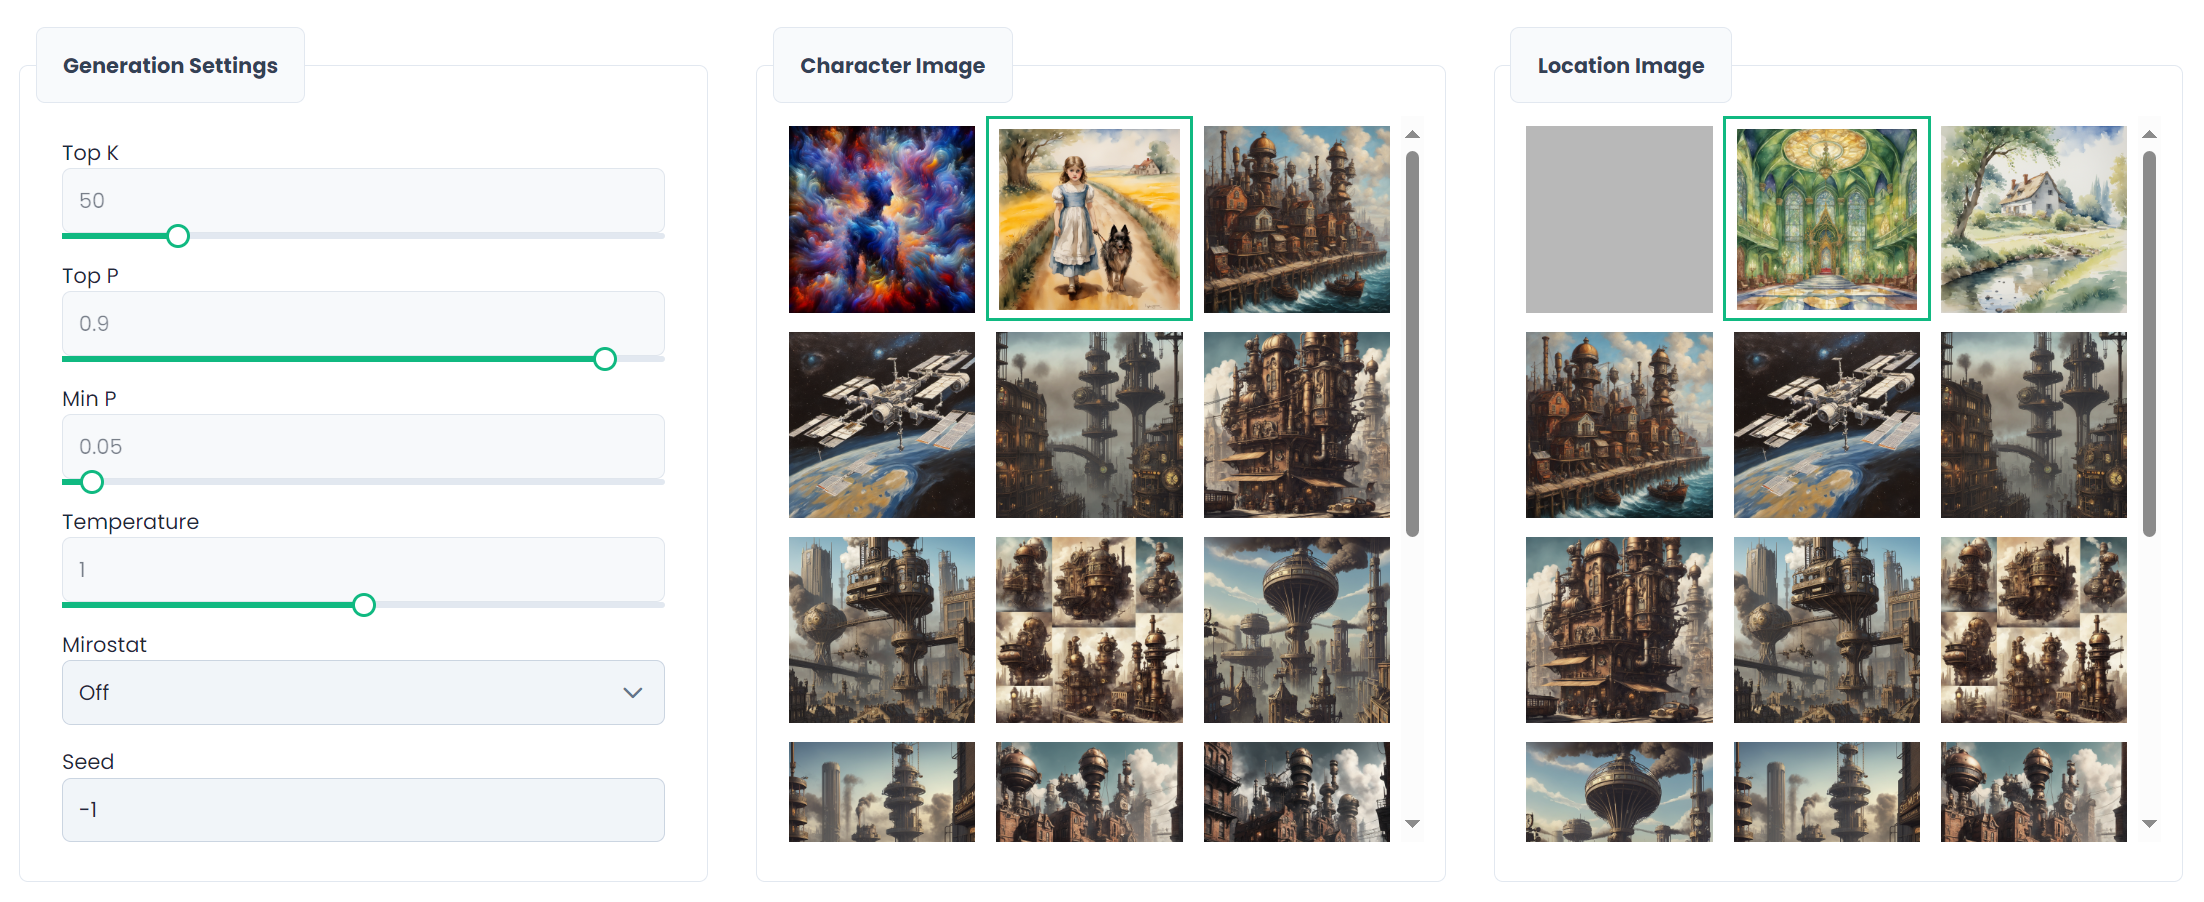 Generation Settings
Top K
50
Top P
0.9
Min P
0.05
Temperature
1
Mirostat
Off
Seed
-1
Character Image
Location Image